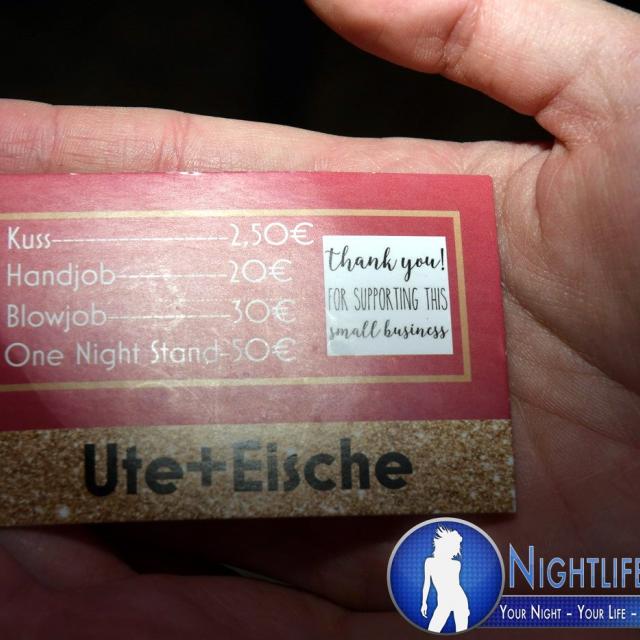 Kuss-----------------2,50€
Handjob-----------20€
Blowjob------------30€
One Night Stand-50€
thank you!
FOR SUPPORTING THIS
small business
Ute+Eische
NIGHTLIFE
YOUR NIGHT - YOUR LIFE -